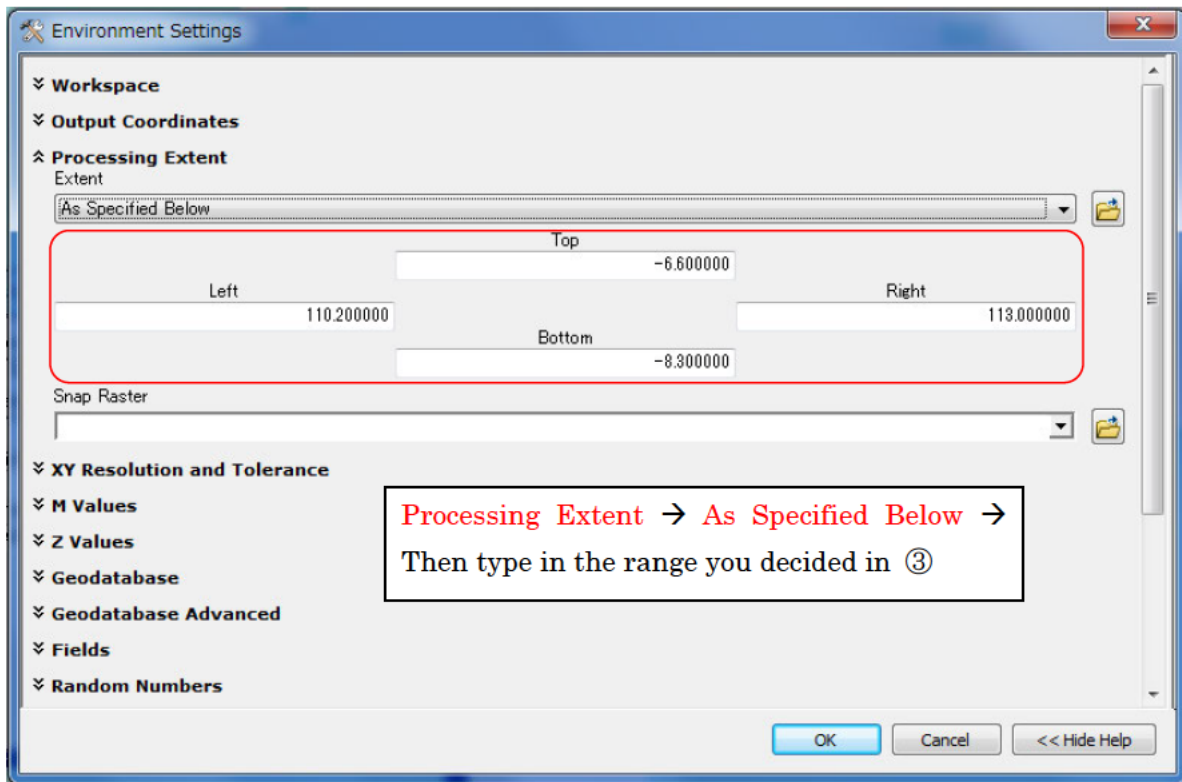 Environment Settings
Workspace
Output Coordinates
Processing Extent
Extent
As Specified Below
Top
-6.600000
Left
Right
110.200000
113.000000
Bottom
-8.300000
Snap Raster
XY Resolution and Tolerance
M Values
Z Values
Geodatabase
Geodatabase Advanced
Fields
Random Numbers
Processing Extent → As Specified Below →
Then type in the range you decided in ③
OK
Cancel
<< Hide Help